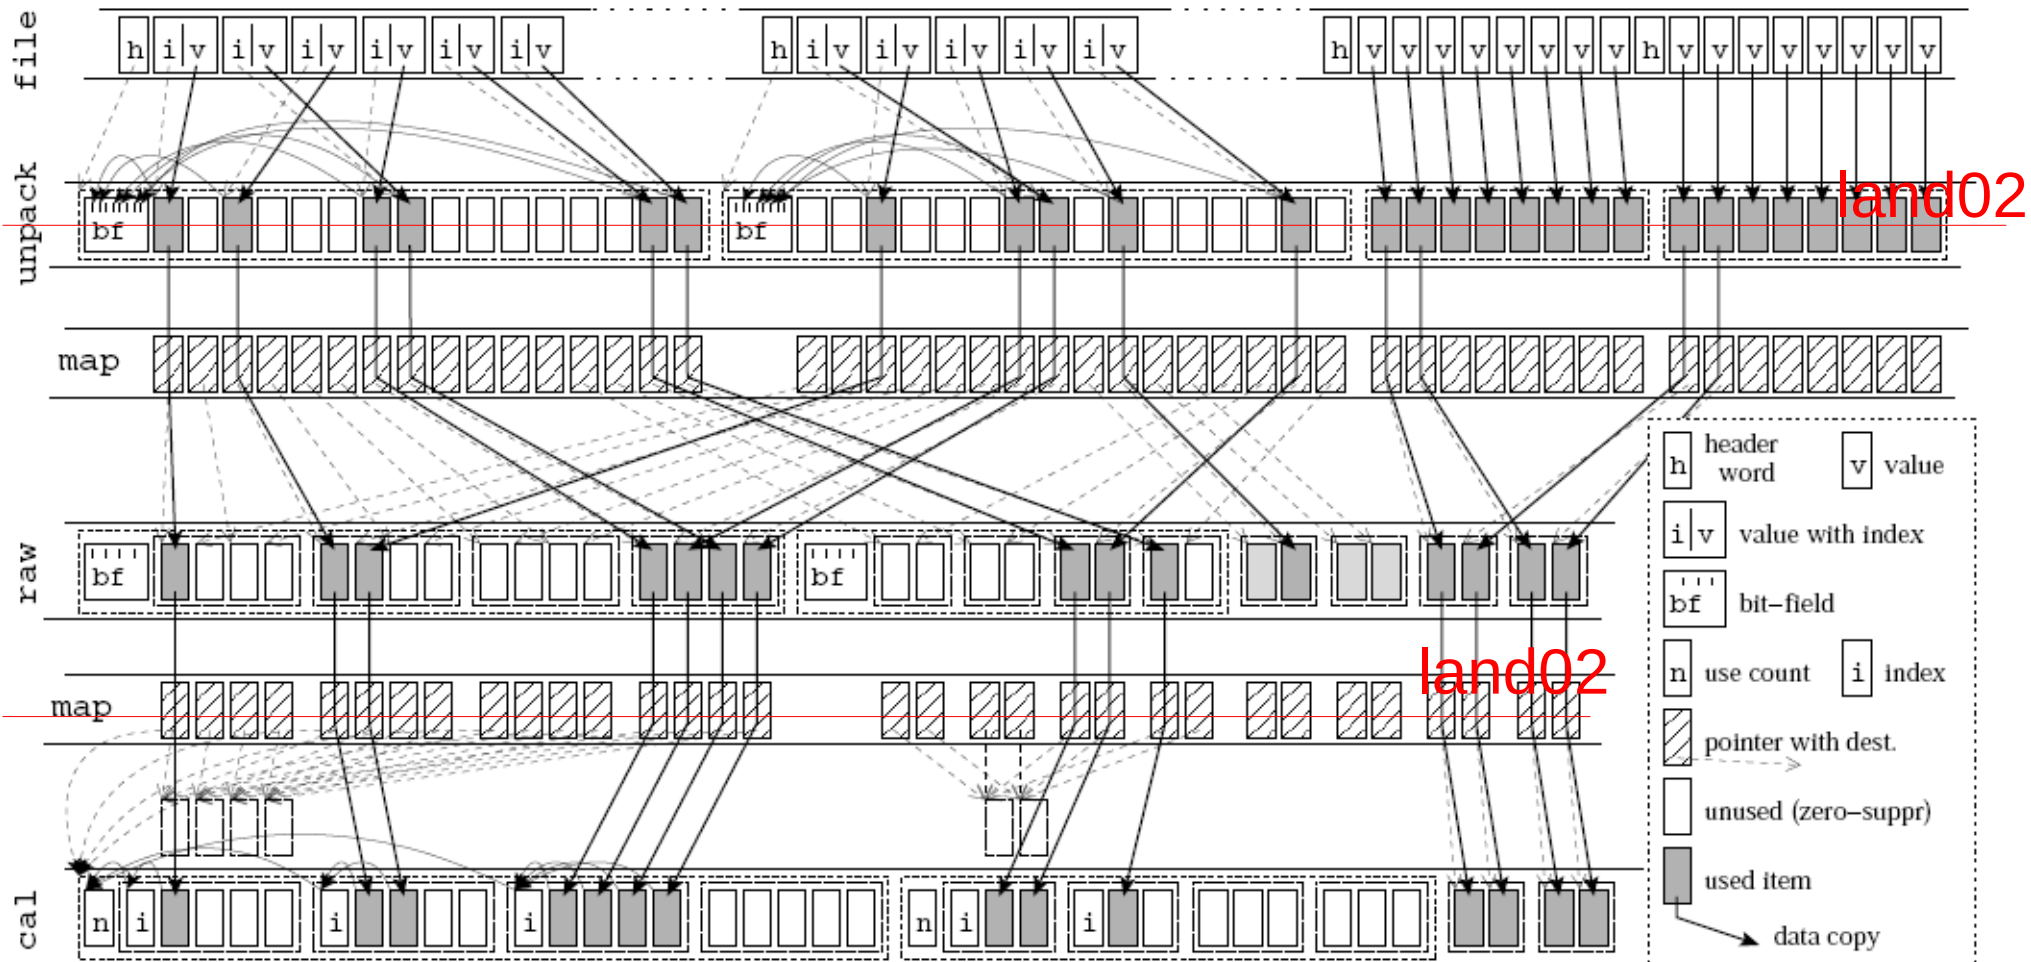 file
h i|v i|v i|v i|v i|v i|v
h i|v i|v i|v i|v i|v
h v v v v v v v v h v v v v v v v v
unpack
bf
bf
land02
map
raw
bf
bf
land02
map
cal
n i i i
n i i
h header word
v value
i|v value with index
bf bit-field
n use count
i index
pointer with dest.
unused (zero-suppr)
used item
data copy